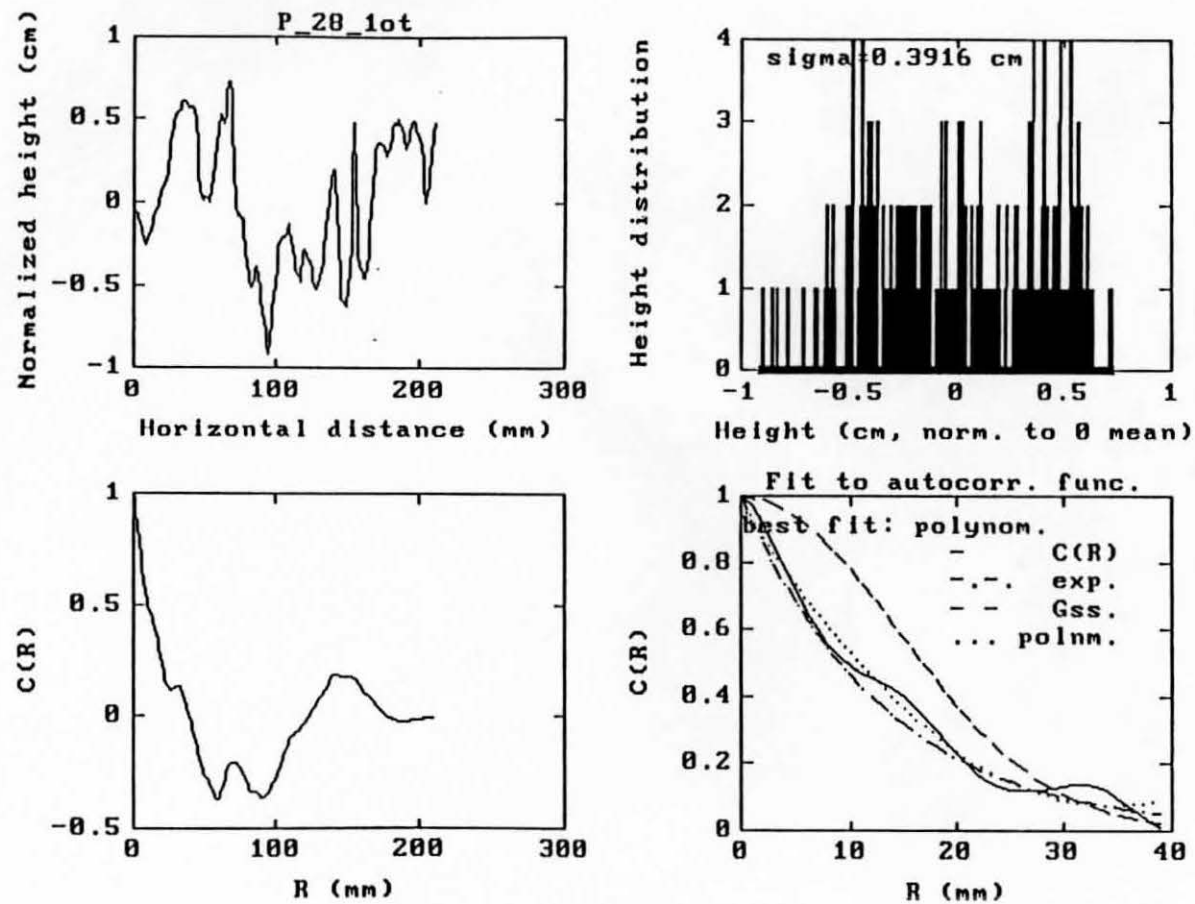 P_28_1ot
Normalized height (cm)
1
0.5
0
-0.5
-1
0
100
200
300
Horizontal distance (mm)
sigma=0.3916 cm
Height distribution
4
3
2
1
0
-1
-0.5
0
0.5
1
Height (cm, norm. to 0 mean)
C(R)
1
0.5
0
-0.5
0
100
200
300
R (mm)
Fit to autocorr. func.
best fit: polynom.
C(R)
exp.
Gss.
polnm.
C(R)
1
0.8
0.6
0.4
0.2
0
0
10
20
30
40
R (mm)